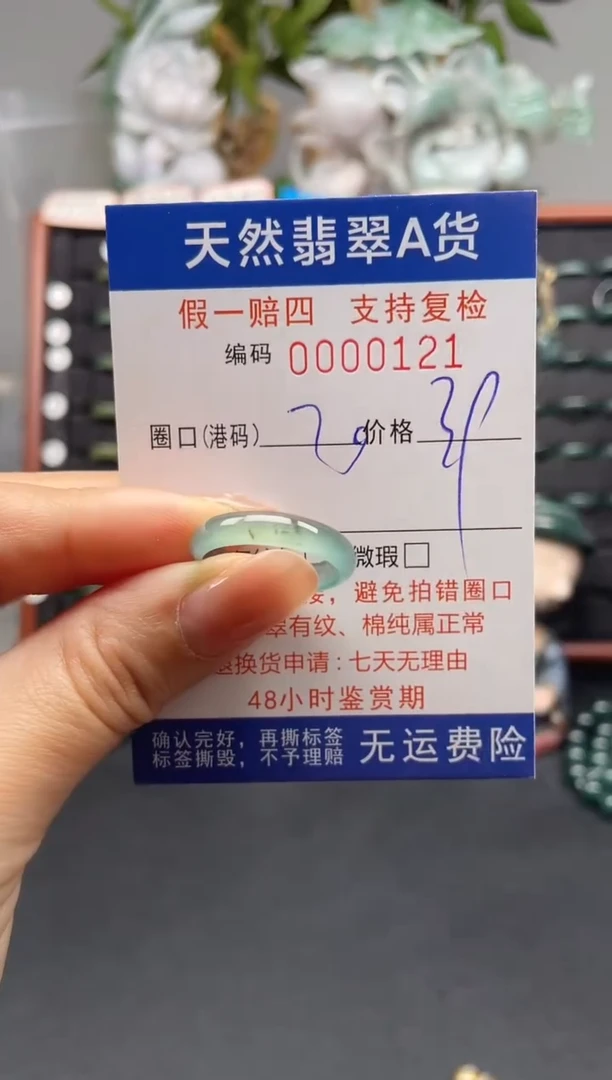 天然翡翠A货
假一赔四 支持复检
编码 0000121
圈口(港码) 20 价格 39
微瑕□
，避免拍错圈口
有纹、棉纯属正常
换货申请：七天无理由
48小时鉴赏期
确认完好，再撕标签
标签撕毁，不予理赔
无运费险